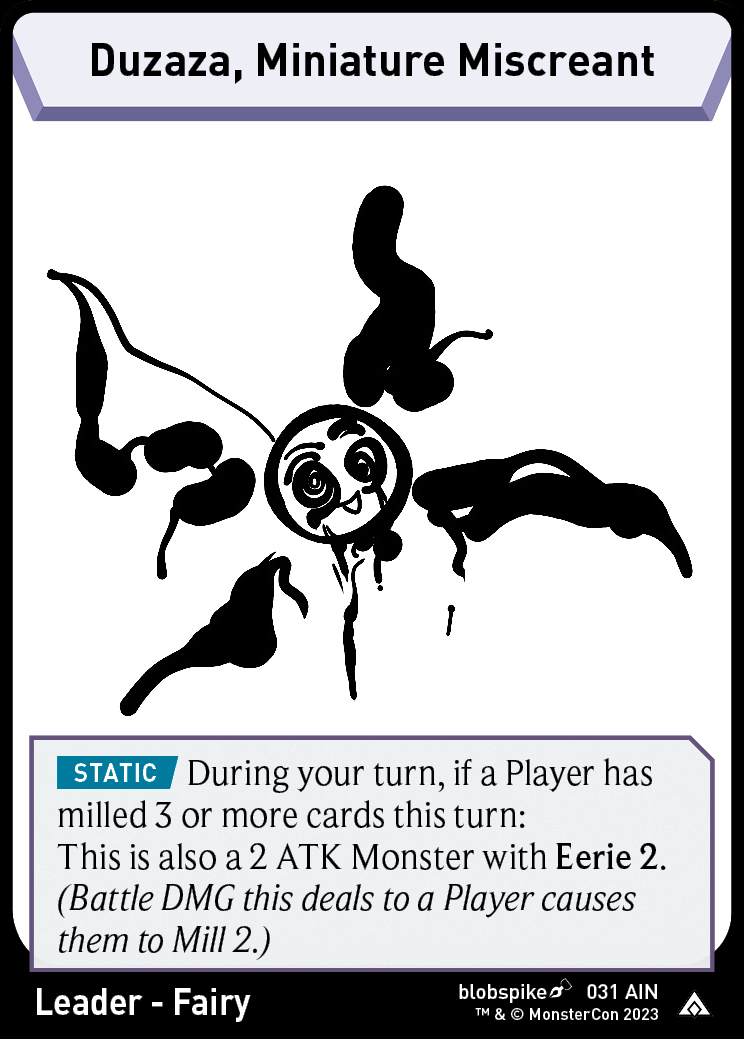 Duzaza, Miniature Miscreant
STATIC During your turn, if a Player has
milled 3 or more cards this turn:
This is also a 2 ATK Monster with Eerie 2.
(Battle DMG this deals to a Player causes
them to Mill 2.)
Leader - Fairy
blobspike 031 AIN
™ & © MonsterCon 2023